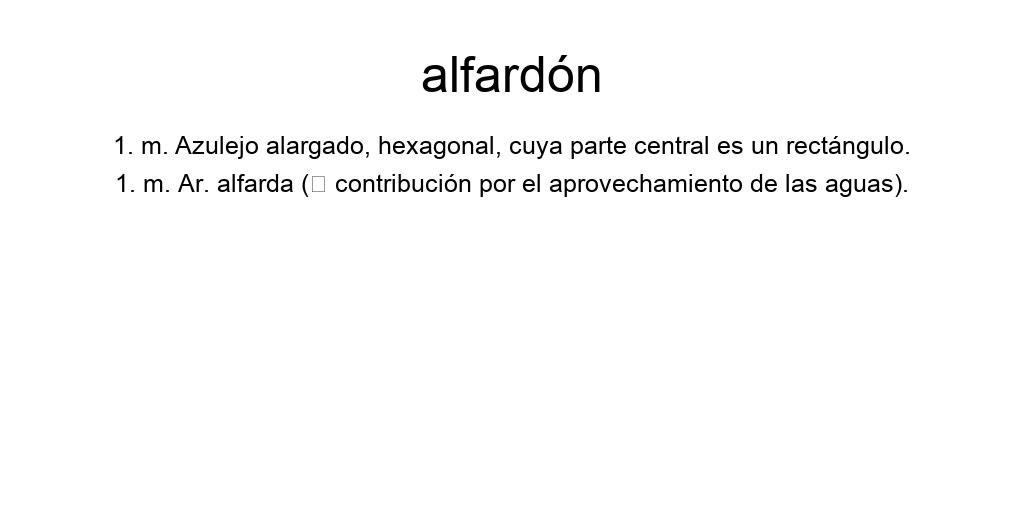 alfardón
1. m. Azulejo alargado, hexagonal, cuya parte central es un rectángulo.
1. m. Ar. alfarda (□ contribución por el aprovechamiento de las aguas).